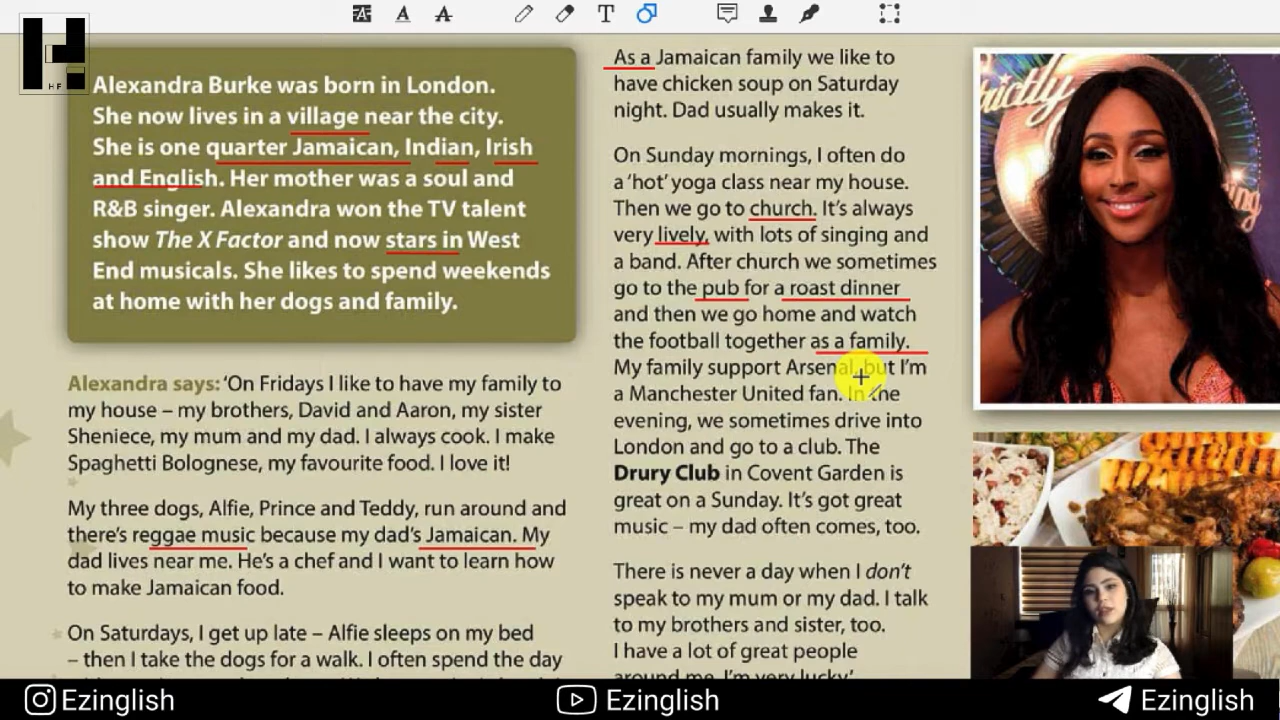 HF
Alexandra Burke was born in London.
She now lives in a village near the city.
She is one quarter Jamaican, Indian, Irish
and English. Her mother was a soul and
R&B singer. Alexandra won the TV talent
show The X Factor and now stars in West
End musicals. She likes to spend weekends
at home with her dogs and family.
Alexandra says: ‘On Fridays I like to have my family to
my house – my brothers, David and Aaron, my sister
Sheniece, my mum and my dad. I always cook. I make
Spaghetti Bolognese, my favourite food. I love it!
My three dogs, Alfie, Prince and Teddy, run around and
there’s reggae music because my dad’s Jamaican. My
dad lives near me. He’s a chef and I want to learn how
to make Jamaican food.
On Saturdays, I get up late – Alfie sleeps on my bed
– then I take the dogs for a walk. I often spend the day
As a Jamaican family we like to
have chicken soup on Saturday
night. Dad usually makes it.
On Sunday mornings, I often do
a ‘hot’ yoga class near my house.
Then we go to church. It’s always
very lively, with lots of singing and
a band. After church we sometimes
go to the pub for a roast dinner
and then we go home and watch
the football together as a family.
My family support Arsenal, but I’m
a Manchester United fan. In the
evening, we sometimes drive into
London and go to a club. The
Drury Club in Covent Garden is
great on a Sunday. It’s got great
music – my dad often comes, too.
There is never a day when I don’t
speak to my mum or my dad. I talk
to my brothers and sister, too.
I have a lot of great people
around me. I’m very lucky.’
Strictly
Ezinglish
Ezinglish
Ezinglish